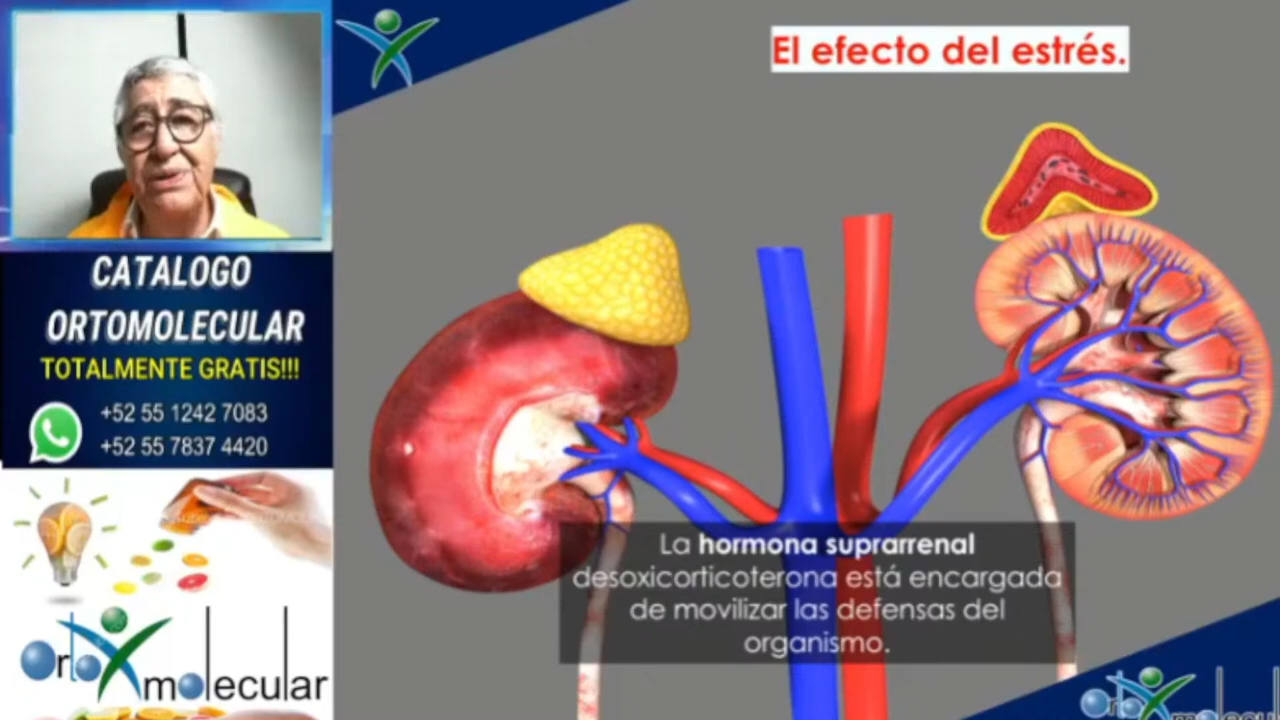 El efecto del estrés.
CATALOGO
ORTOMOLECULAR
TOTALMENTE GRATIS!!!
+52 55 1242 7083
+52 55 7837 4420
La hormona suprarrenal
desoxicorticoterona está encargada
de movilizar las defensas del
organismo.
Ortomolecular